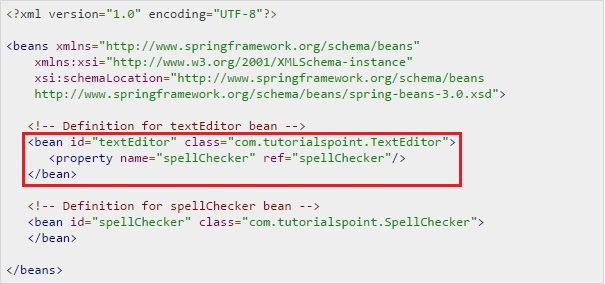 <?xml version="1.0" encoding="UTF-8"?>
<beans xmlns="http://www.springframework.org/schema/beans"
xmlns:xsi="http://www.w3.org/2001/XMLSchema-instance"
xsi:schemaLocation="http://www.springframework.org/schema/beans
http://www.springframework.org/schema/beans/spring-beans-3.0.xsd">
<!-- Definition for textEditor bean -->
<bean id="textEditor" class="com.tutorialspoint.TextEditor">
<property name="spellChecker" ref="spellChecker"/>
</bean>
<!-- Definition for spellChecker bean -->
<bean id="spellChecker" class="com.tutorialspoint.SpellChecker">
</bean>
</beans>